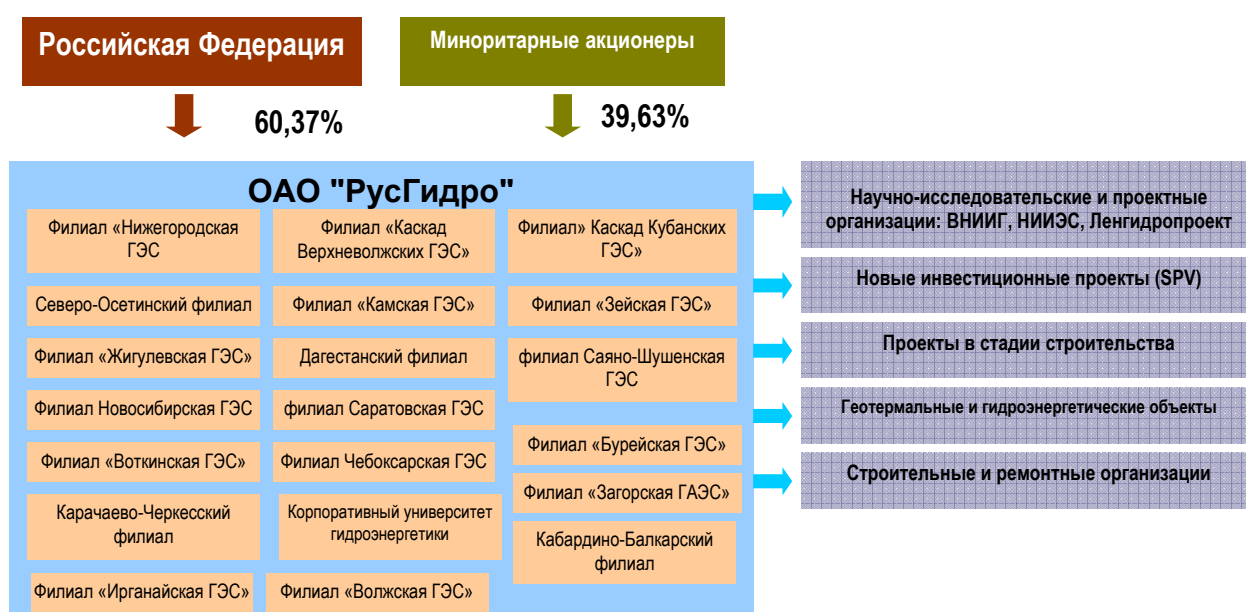 Российская Федерация
Миноритарные акционеры
60,37%
39,63%
ОАО "РусГидро"
Филиал «Нижегородская
ГЭС
Филиал «Каскад
Верхневолжских ГЭС»
Филиал» Каскад Кубанских
ГЭС»
Северо-Осетинский филиал
Филиал «Камская ГЭС»
Филиал «Зейская ГЭС»
Филиал «Жигулевская ГЭС»
Дагестанский филиал
филиал Саяно-Шушенская
ГЭС
Филиал Новосибирская ГЭС
филиал Саратовская ГЭС
Филиал «Бурейская ГЭС»
Филиал «Воткинская ГЭС»
Филиал Чебоксарская ГЭС
Филиал «Загорская ГАЭС»
Карачаево-Черкесский
филиал
Корпоративный университет
гидроэнергетики
Кабардино-Балкарский
филиал
Филиал «Ирганайская ГЭС»
Филиал «Волжская ГЭС»
Научно-исследовательские и проектные
организации: ВНИИГ, НИИЭС, Ленгидропроект
Новые инвестиционные проекты (SPV)
Проекты в стадии строительства
Геотермальные и гидроэнергетические объекты
Строительные и ремонтные организации